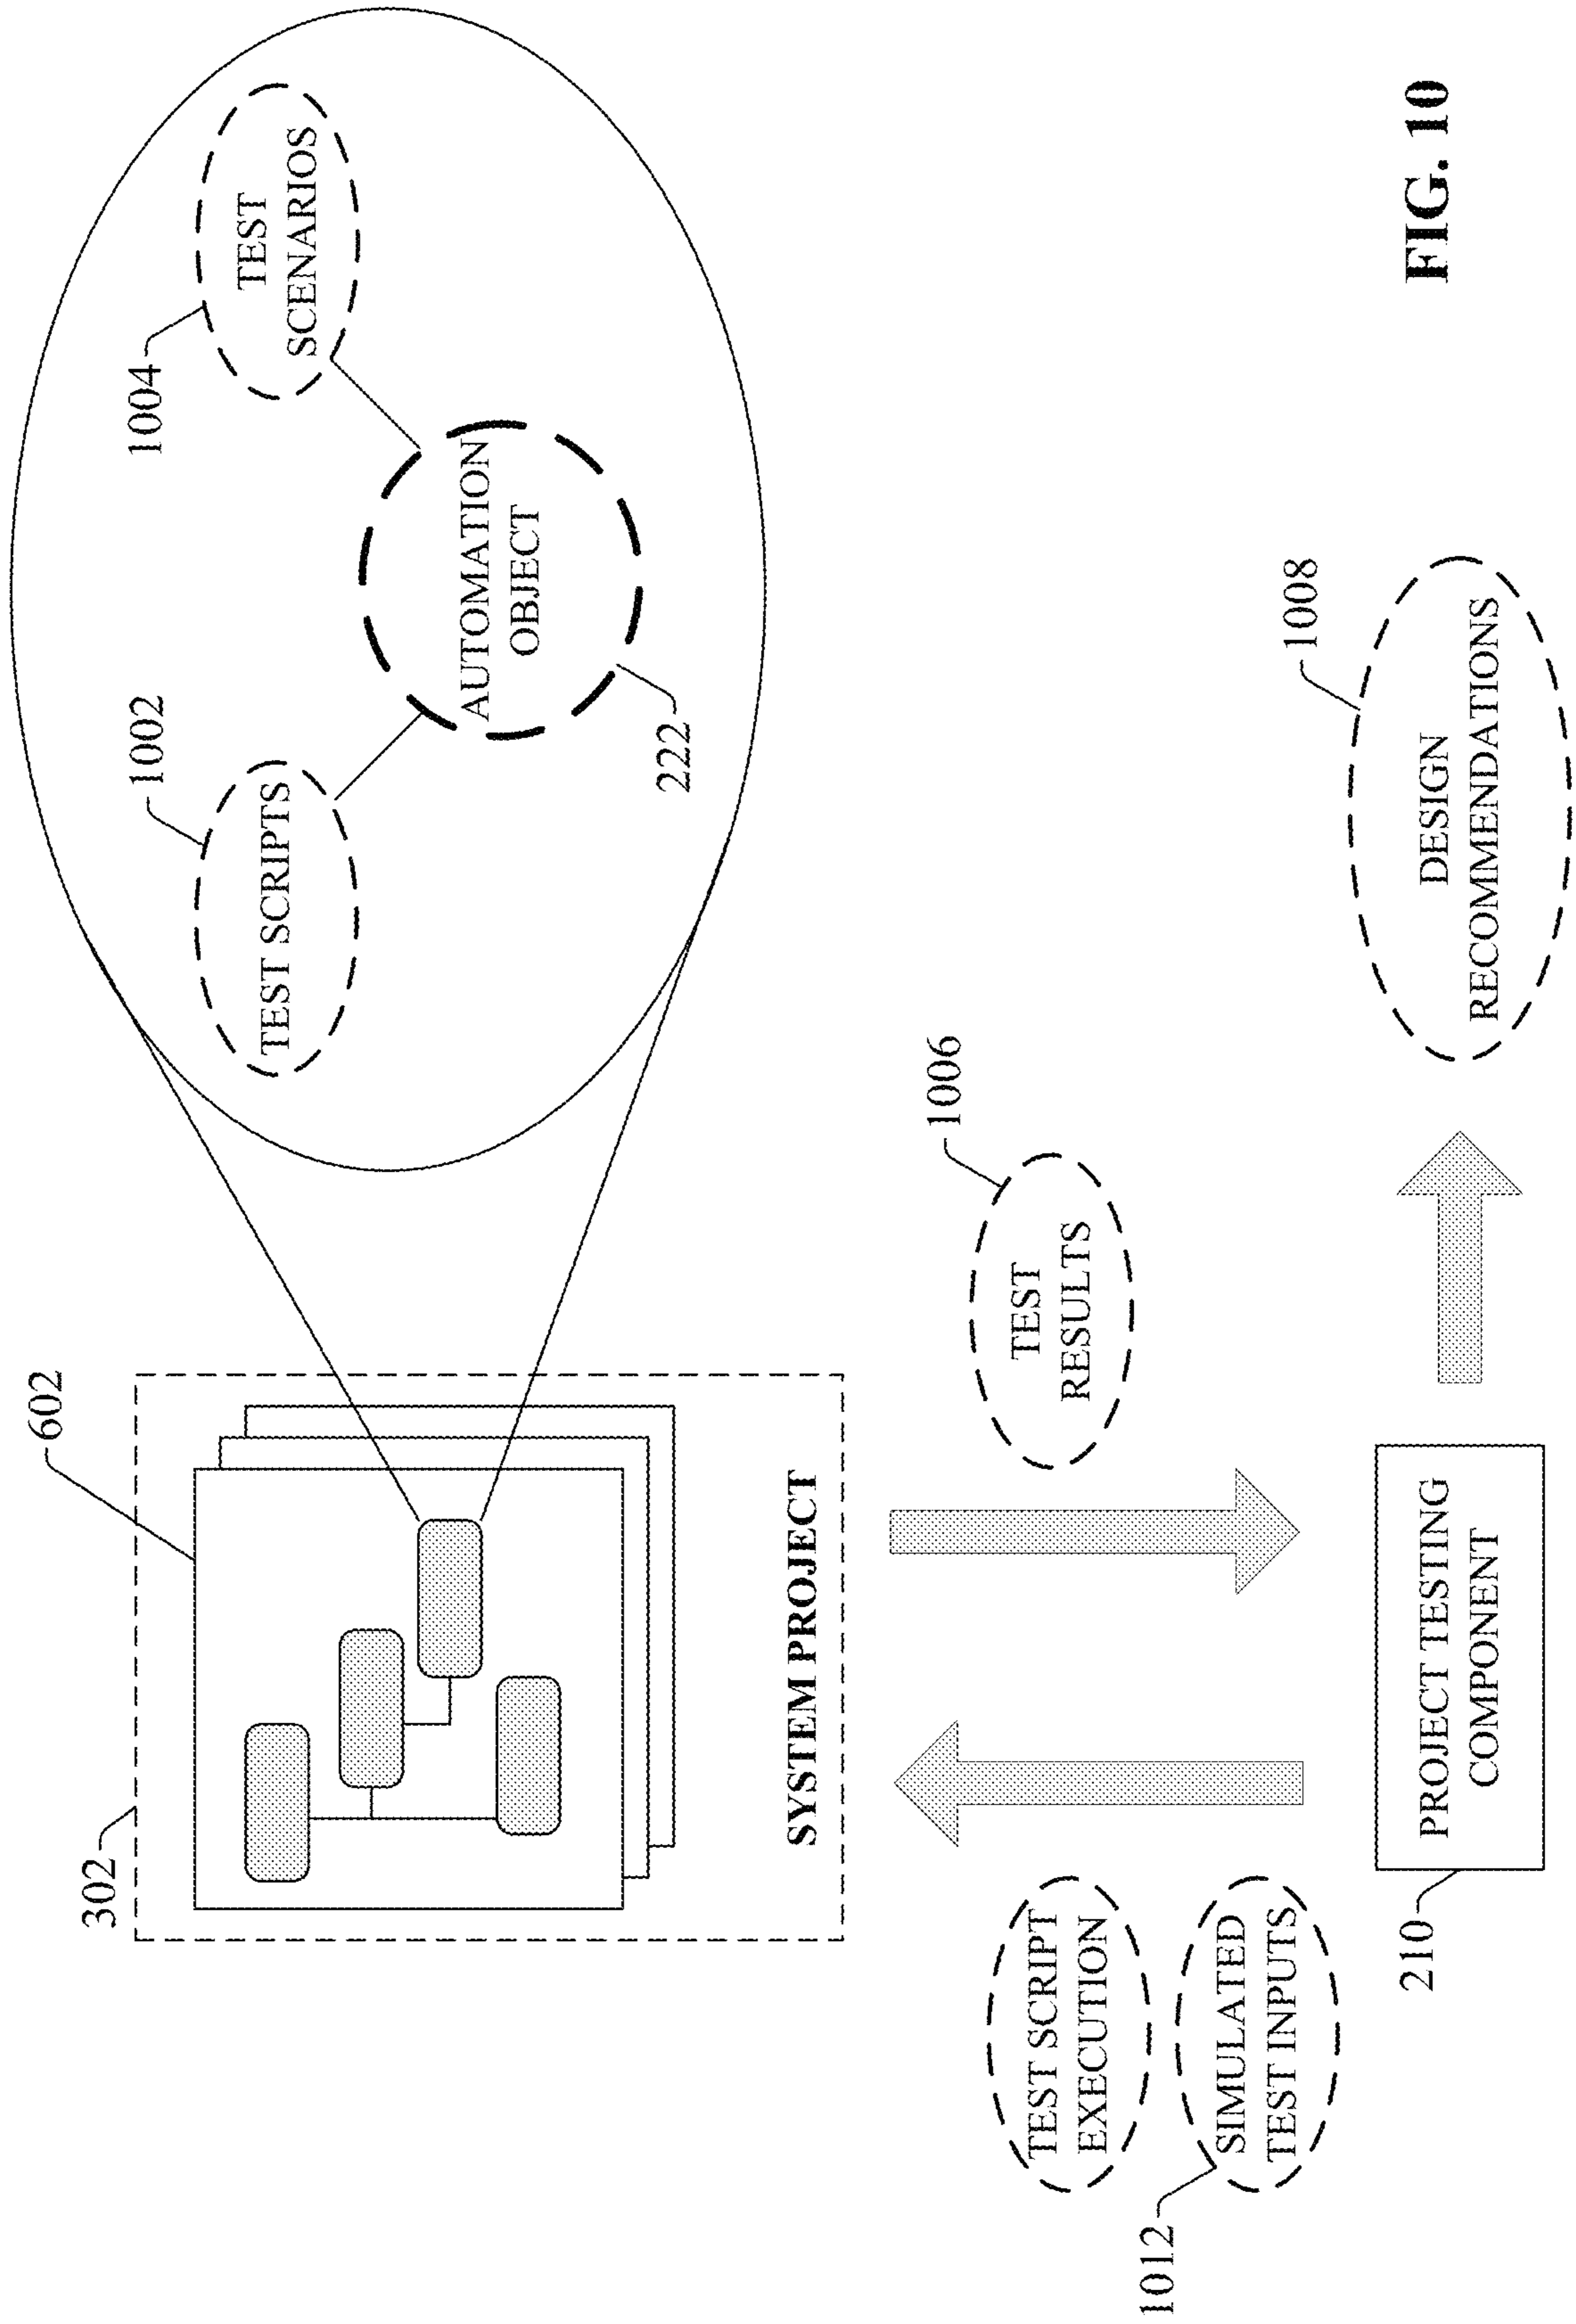 302
602
SYSTEM PROJECT
1002
TEST SCRIPTS
1004
TEST
SCENARIOS
AUTOMATION
OBJECT
222
TEST SCRIPT
EXECUTION
1012
SIMULATED
TEST INPUTS
1006
TEST
RESULTS
210
PROJECT TESTING
COMPONENT
1008
DESIGN
RECOMMENDATIONS
FIG. 10